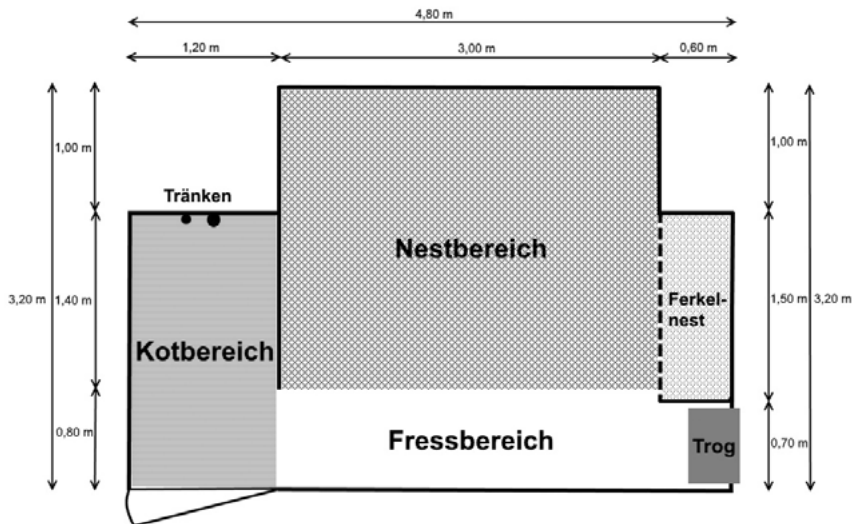 4,80 m
1,20 m
3,00 m
0,60 m
1,00 m
1,00 m
Tränken
Nestbereich
3,20 m
1,40 m
Ferkel-
nest
1,50 m
3,20 m
Kotbereich
0,80 m
Fressbereich
Trog
0,70 m